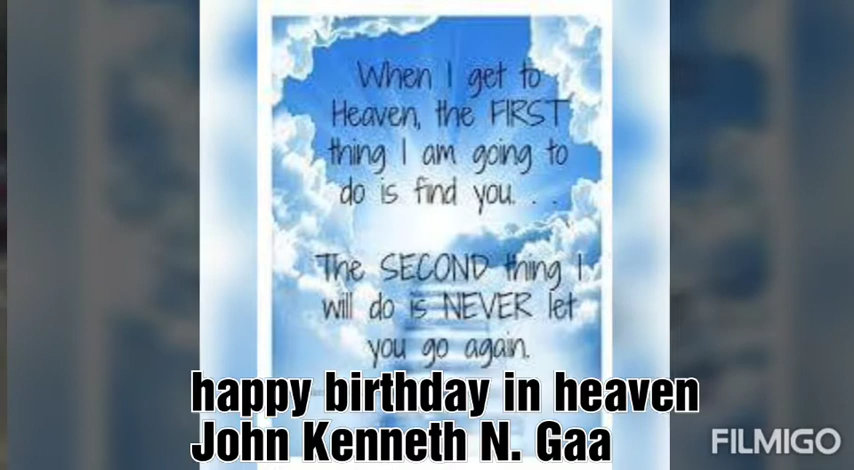 When I get to
Heaven, the FIRST
thing I am going to
do is find you. . .
The SECOND thing I
will do is NEVER let
you go again.
happy birthday in heaven
John Kenneth N. Gaa
FILMIGO